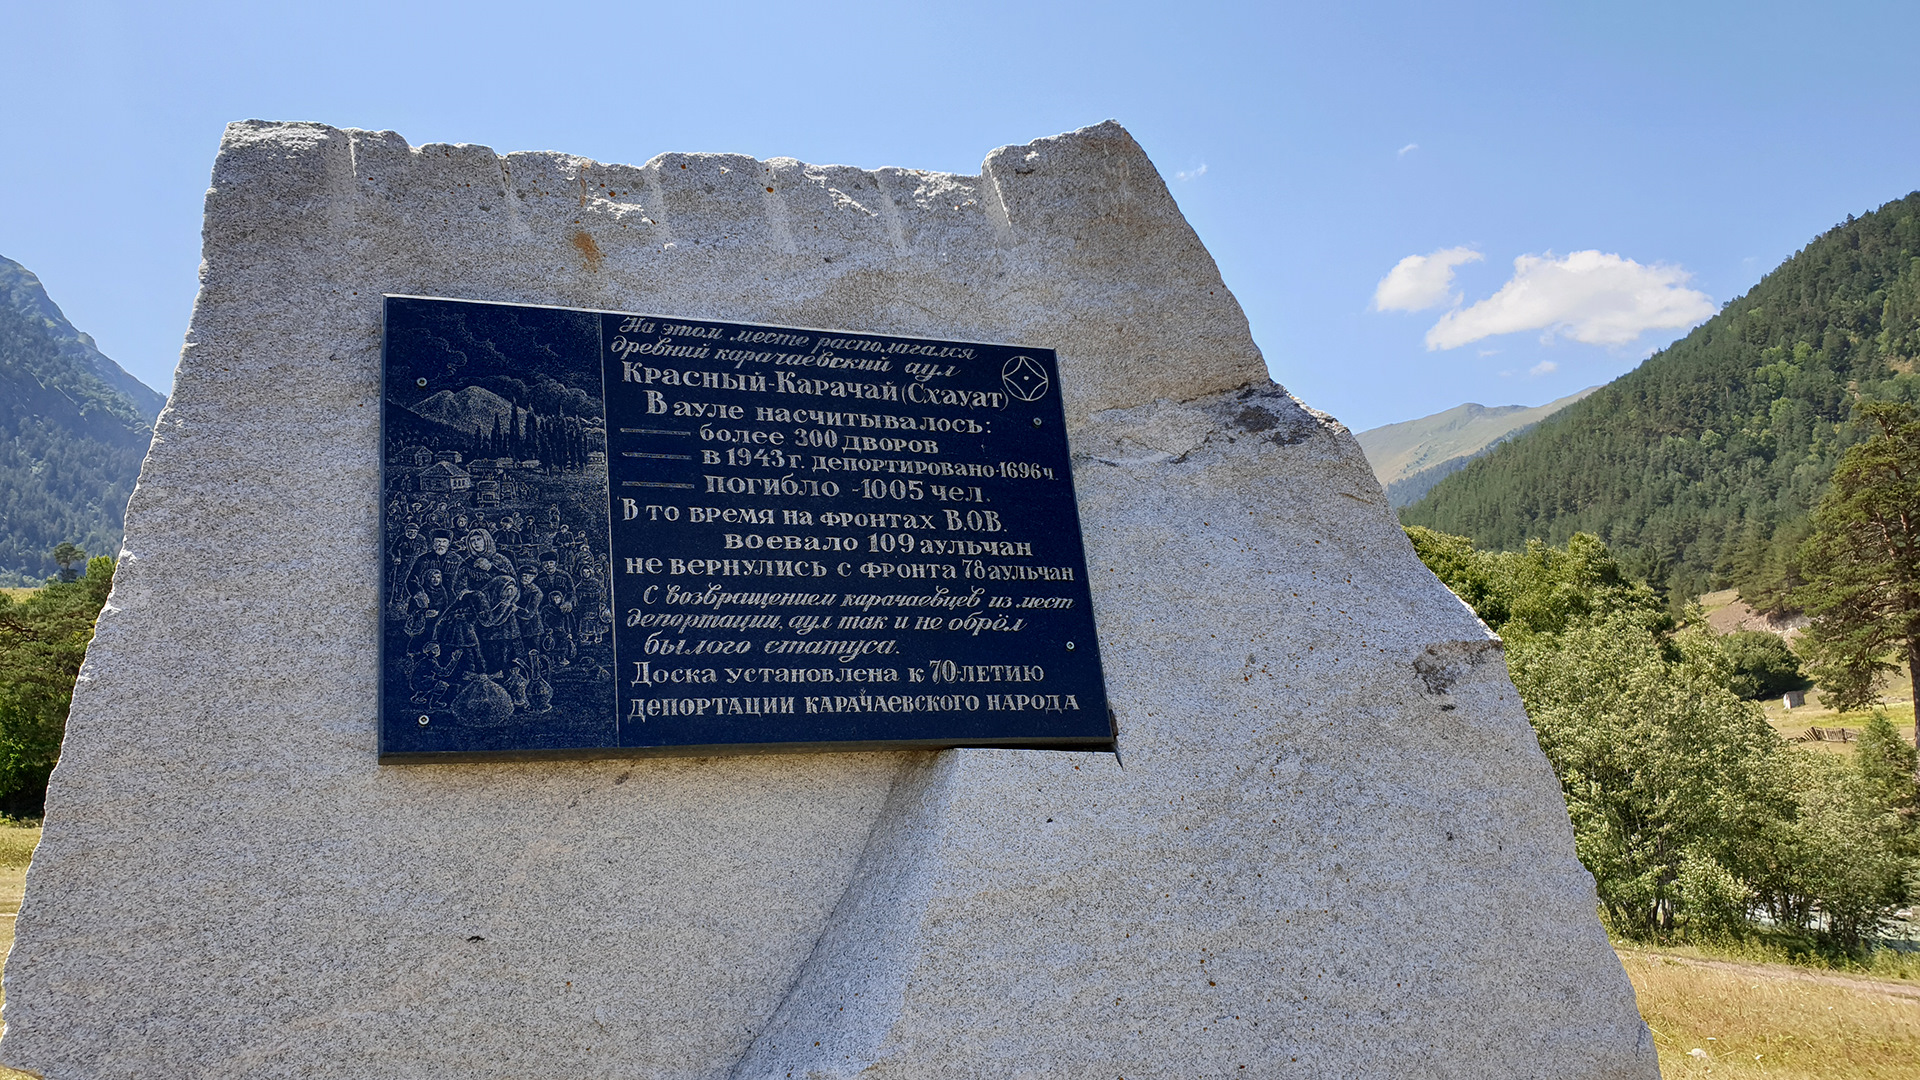 На этом месте располагался
древний карачаевский аул
Красный-Карачай (Схауат)
В ауле насчитывалось:
— более 300 дворов
— в 1943 г. депортировано-1696 ч.
— погибло -1005 чел.
В то время на фронтах В.О.В.
воевало 109 аульчан
не вернулись с фронта 78 аульчан
С возвращением карачаевцев из мест
депортации, аул так и не обрёл
былого статуса.
Доска установлена к 70-летию
депортации карачаевского народа